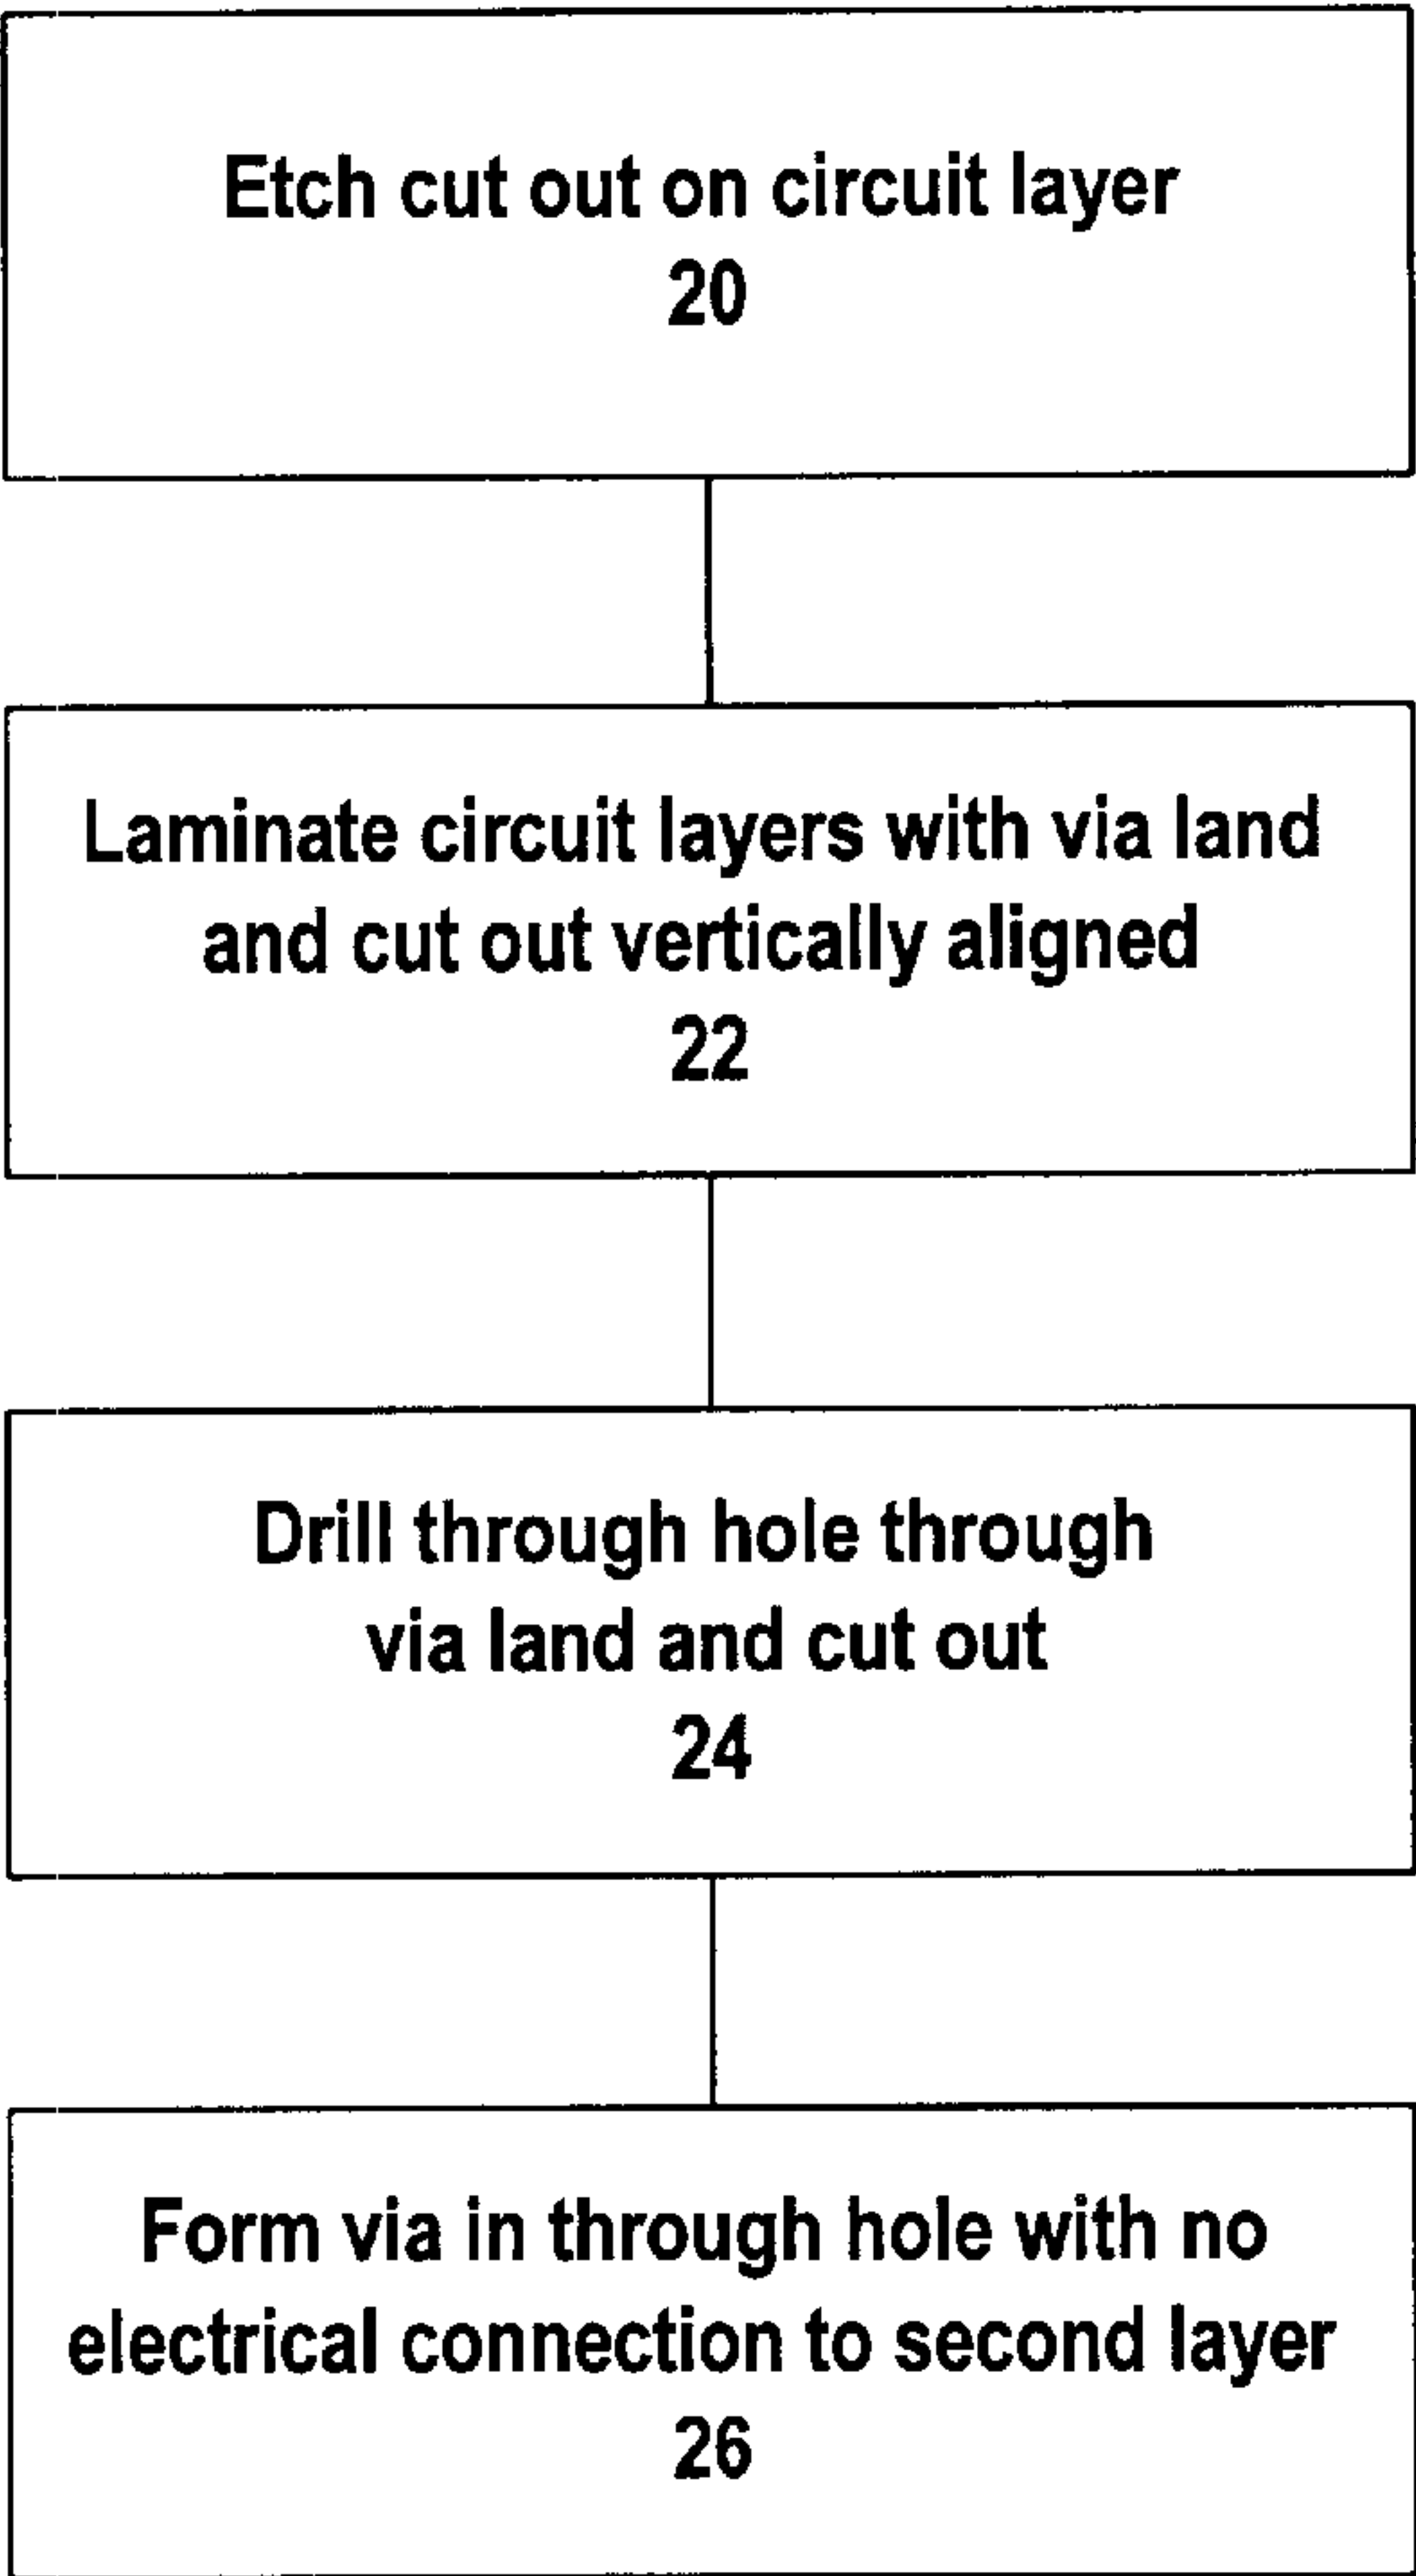 Etch cut out on circuit layer
20
Laminate circuit layers with via land
and cut out vertically aligned
22
Drill through hole through
via land and cut out
24
Form via in through hole with no
electrical connection to second layer
26